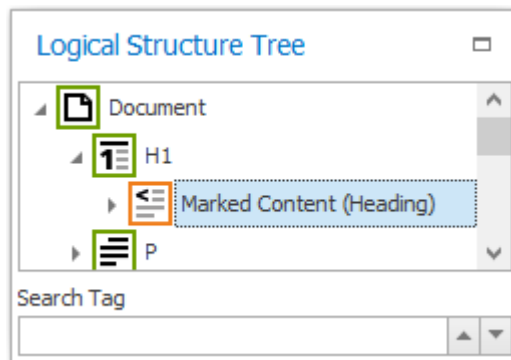 Logical Structure Tree
Document
H1
Marked Content (Heading)
P
Search Tag